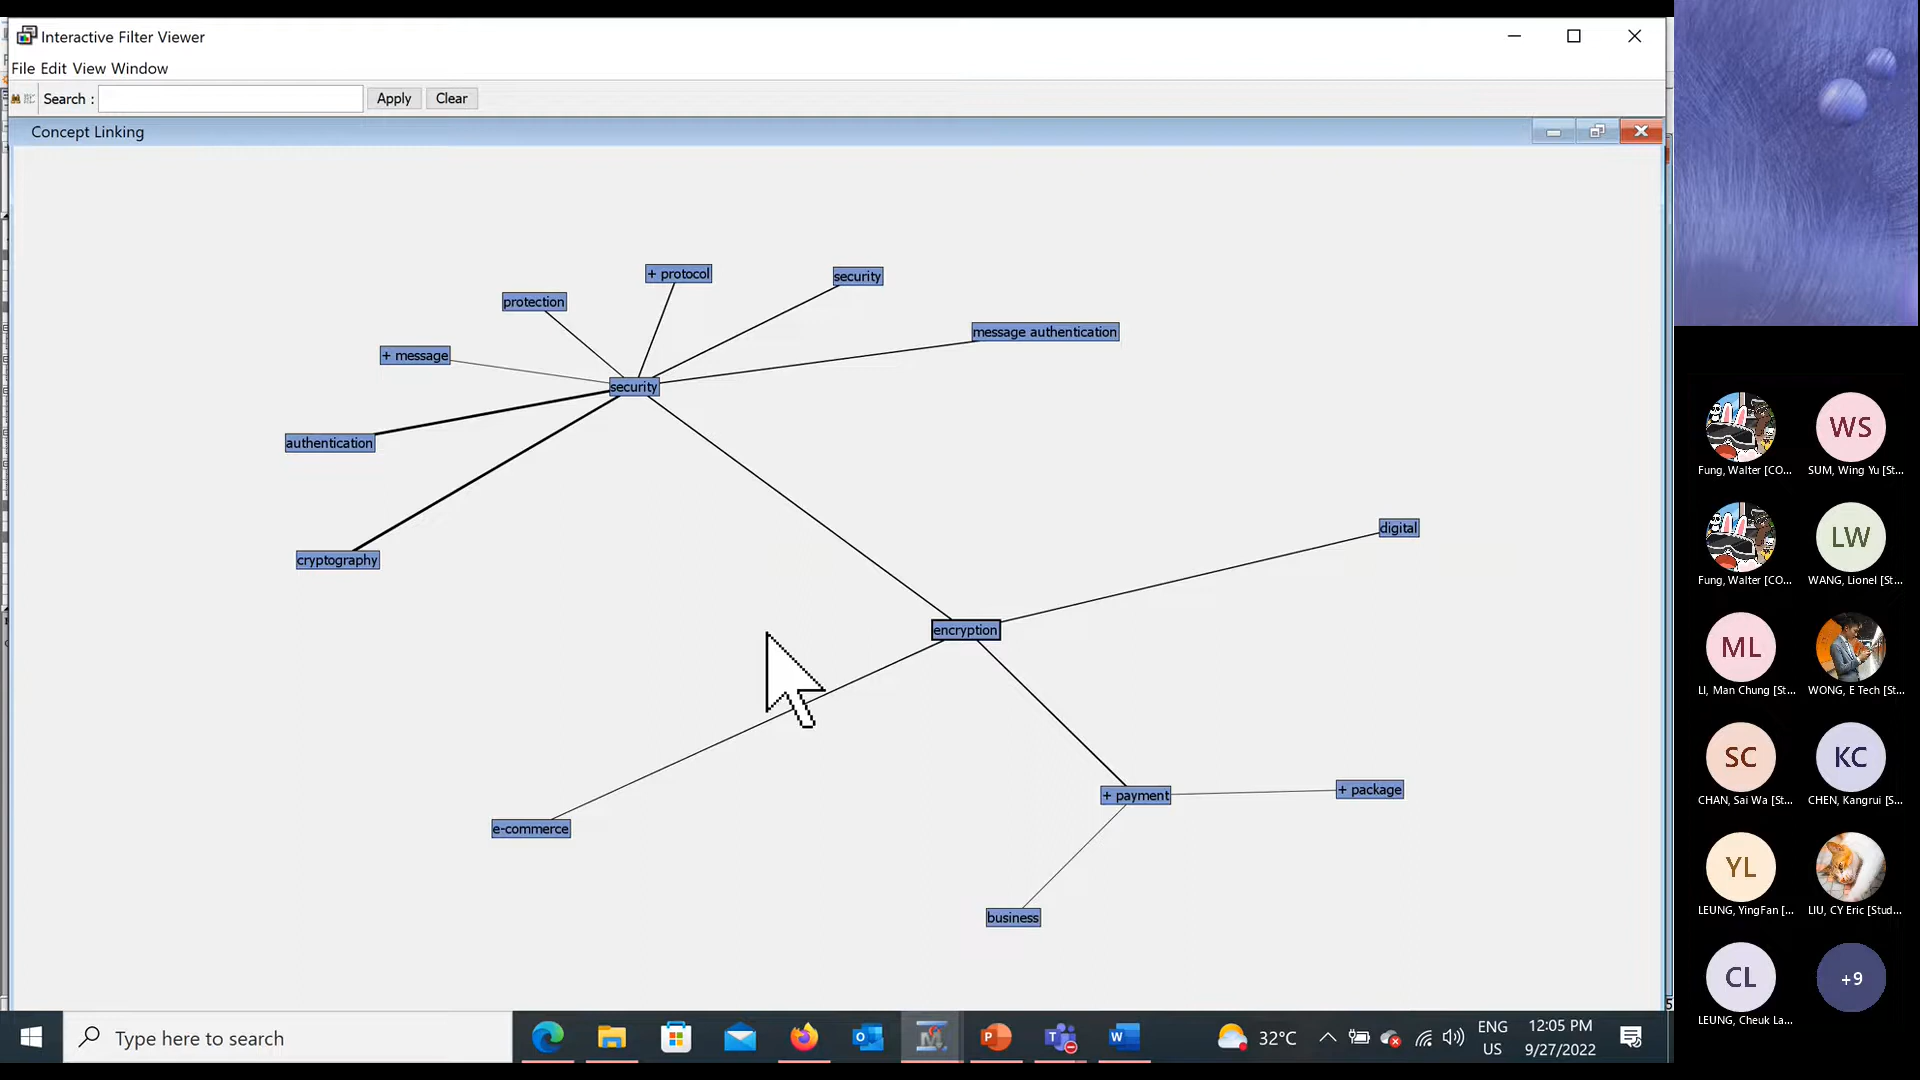 Interactive Filter Viewer
File Edit View Window
Search : Apply Clear
Concept Linking
+ protocol
security
protection
message authentication
+ message
security
authentication
digital
cryptography
encryption
+ package
+ payment
e-commerce
business
Fung, Walter [CO...
WS
SUM, Wing Yu [St...
Fung, Walter [CO...
LW
WANG, Lionel [St...
ML
LI, Man Chung [St...
WONG, E Tech [St...
SC
CHAN, Sai Wa [St...
KC
CHEN, Kangrui [S...
YL
LEUNG, YingFan [...
LIU, CY Eric [Stud...
CL
LEUNG, Cheuk La...
+9
Type here to search
32°C
ENG
US
12:05 PM
9/27/2022